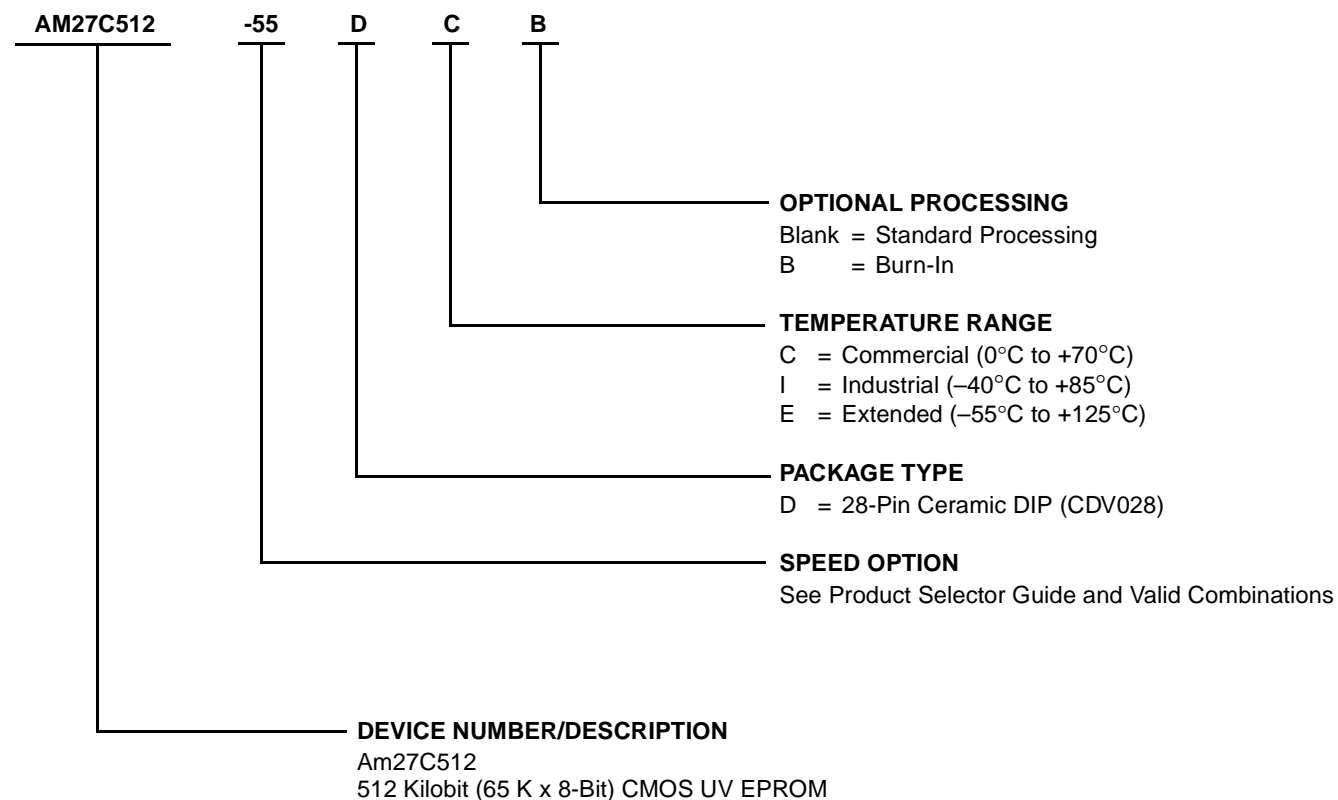 AM27C512 -55 D C B
OPTIONAL PROCESSING
Blank = Standard Processing
B = Burn-In
TEMPERATURE RANGE
C = Commercial (0°C to +70°C)
I = Industrial (–40°C to +85°C)
E = Extended (–55°C to +125°C)
PACKAGE TYPE
D = 28-Pin Ceramic DIP (CDV028)
SPEED OPTION
See Product Selector Guide and Valid Combinations
DEVICE NUMBER/DESCRIPTION
Am27C512
512 Kilobit (65 K x 8-Bit) CMOS UV EPROM